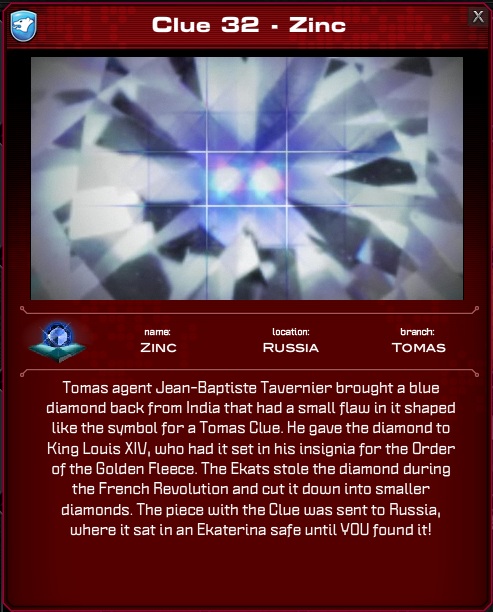 Clue 32 - Zinc
X
name:
location:
branch:
Zinc
Russia
Tomas
Tomas agent Jean-Baptiste Tavernier brought a blue
diamond back from India that had a small flaw in it shaped
like the symbol for a Tomas Clue. He gave the diamond to
King Louis XIV, who had it set in his insignia for the Order
of the Golden Fleece. The Ekats stole the diamond during
the French Revolution and cut it down into smaller
diamonds. The piece with the Clue was sent to Russia,
where it sat in an Ekaterina safe until YOU found it!